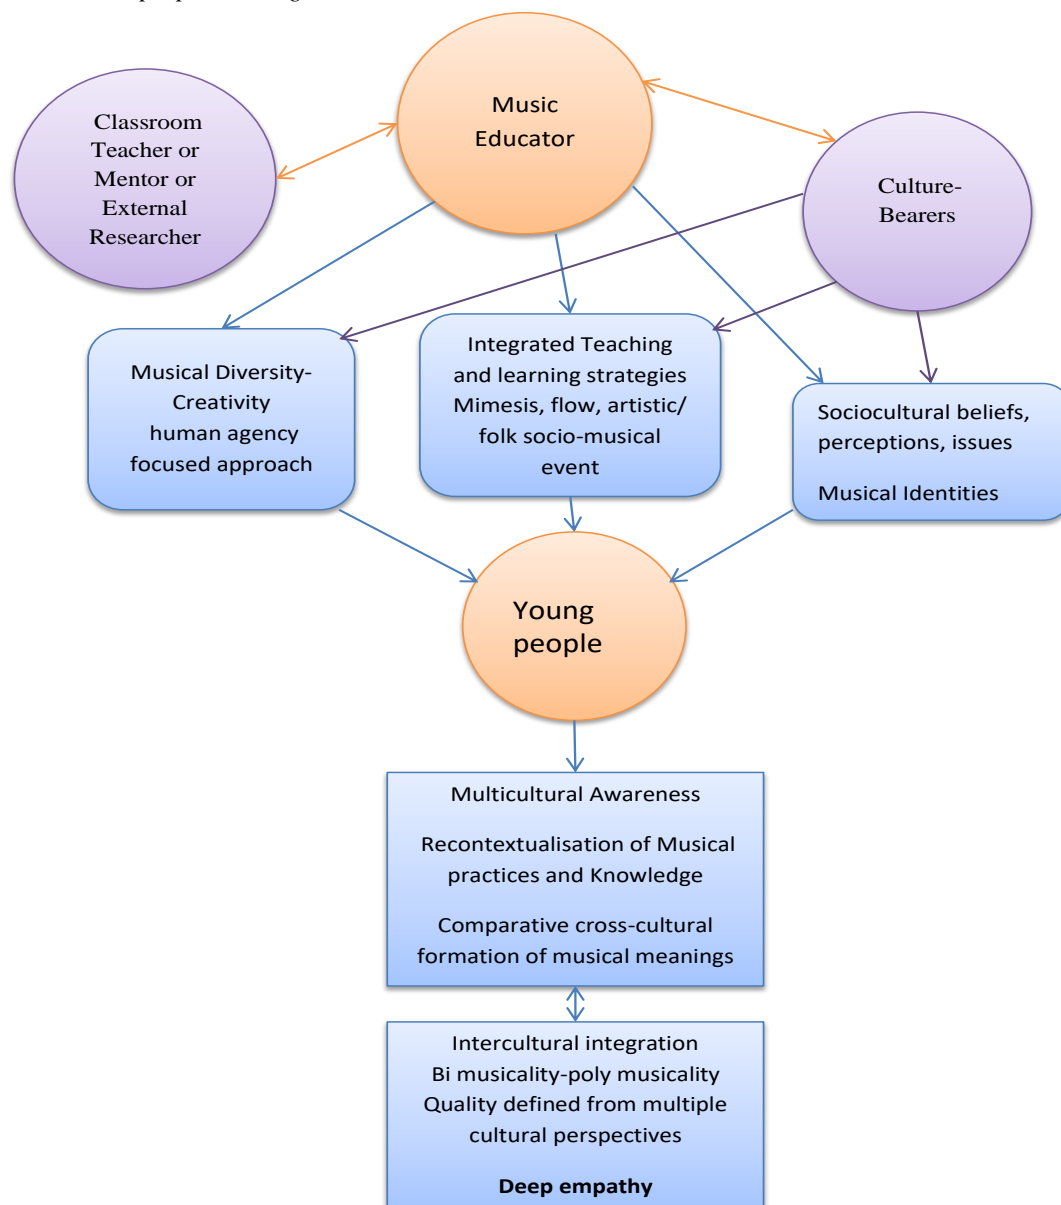 Classroom
Teacher or
Mentor or
External
Researcher
Music
Educator
Culture-
Bearers
Musical Diversity-
Creativity
human agency
focused approach
Integrated Teaching
and learning strategies
Mimesis, flow, artistic/
folk socio-musical
event
Sociocultural beliefs,
perceptions, issues
Musical Identities
Young
people
Multicultural Awareness
Recontextualisation of Musical
practices and Knowledge
Comparative cross-cultural
formation of musical meanings
Intercultural integration
Bi musicality-poly musicality
Quality defined from multiple
cultural perspectives
Deep empathy